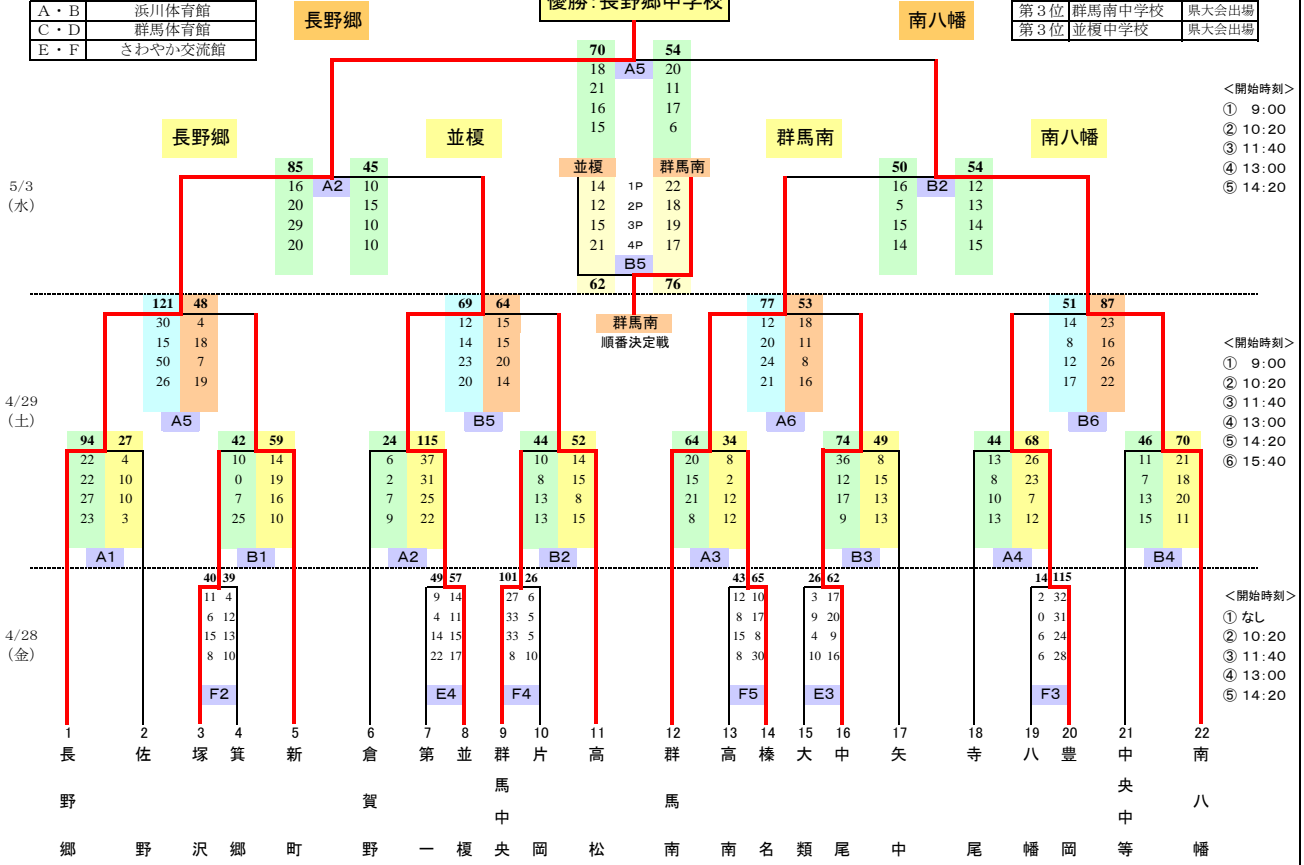 優勝:長野郷中学校
A・B 浜川体育館
C・D 群馬体育館
E・F さわやか交流館
長野郷 南八幡
第3位 群馬南中学校 県大会出場
第3位 並榎中学校 県大会出場
70 54
18 A5 20
21 11
16 17
15 6
<開始時刻>
① 9:00
② 10:20
③ 11:40
④ 13:00
⑤ 14:20
長野郷 並榎 群馬南 南八幡
5/3
(水)
85 45
16 A2 10
20 15
29 10
20 10
並榎 群馬南
14 1P 22
12 2P 18
15 3P 19
21 4P 17
B5
62 76
群馬南
順番決定戦
50 54
16 B2 12
5 13
15 14
14 15
4/29
(土)
121 48
30 4
15 18
50 7
26 19
A5
69 64
12 15
14 15
23 20
20 14
B5
77 53
12 18
20 11
24 8
21 16
A6
51 87
14 23
8 16
12 26
17 22
B6
<開始時刻>
① 9:00
② 10:20
③ 11:40
④ 13:00
⑤ 14:20
⑥ 15:40
94 27
22 4
22 10
27 10
23 3
A1
42 59
10 14
0 19
7 16
25 10
B1
24 115
6 37
2 31
7 25
9 22
A2
44 52
10 14
8 15
13 8
13 15
B2
64 34
20 8
15 2
21 12
8 12
A3
74 49
36 8
12 15
17 13
9 13
B3
44 68
13 26
8 23
10 7
13 12
A4
46 70
11 21
7 18
13 20
15 11
B4
4/28
(金)
40 39
11 4
6 12
15 13
8 10
F2
49 57
9 14
4 11
14 15
22 17
E4
101 26
27 6
33 5
33 5
8 10
F4
43 65
12 10
8 17
15 8
8 30
F5
26 62
3 17
9 20
4 9
10 16
E3
14 115
2 32
0 31
6 24
6 28
F3
<開始時刻>
① なし
② 10:20
③ 11:40
④ 13:00
⑤ 14:20
1 長野郷
2 佐野
3 塚沢
4 箕郷
5 新町
6 倉賀野
7 第一
8 並榎
9 群馬中央
10 片岡
11 高松
12 群馬南
13 高南
14 榛名
15 大類
16 中尾
17 矢中
18 寺尾
19 八幡
20 豊岡
21 中央中等
22 南八幡